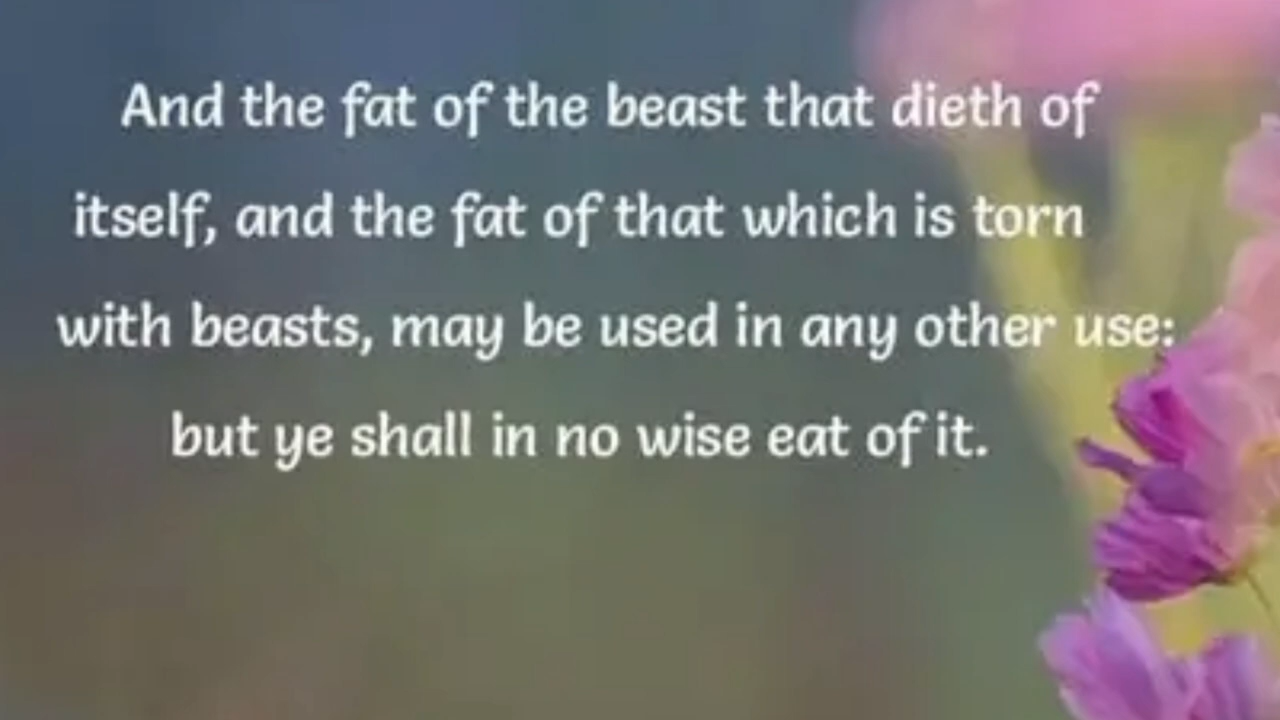 And the fat of the beast that dieth of
itself, and the fat of that which is torn
with beasts, may be used in any other use:
but ye shall in no wise eat of it.